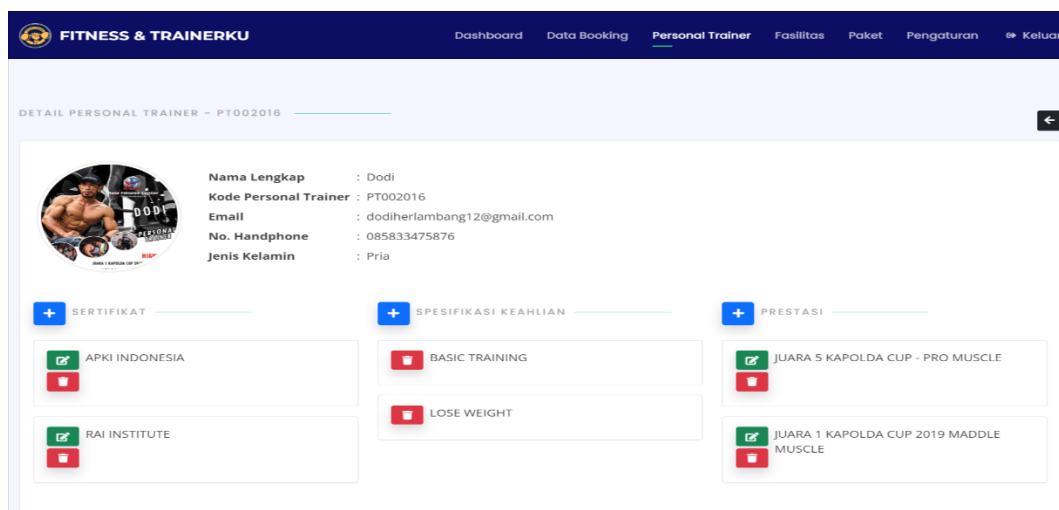 FITNESS & TRAINERKU
Dashboard Data Booking Personal Trainer Fasilitas Paket Pengaturan Keluar
DETAIL PERSONAL TRAINER - PT002016
DODI
PERSONAL
TRAINER
Nama Lengkap : Dodi
Kode Personal Trainer : PT002016
Email : dodiherlambang12@gmail.com
No. Handphone : 085833475876
Jenis Kelamin : Pria
SERTIFIKAT
APKI INDONESIA
RAI INSTITUTE
SPESIFIKASI KEAHLIAN
BASIC TRAINING
LOSE WEIGHT
PRESTASI
JUARA 5 KAPOLDA CUP - PRO MUSCLE
JUARA 1 KAPOLDA CUP 2019 MADDLE
MUSCLE